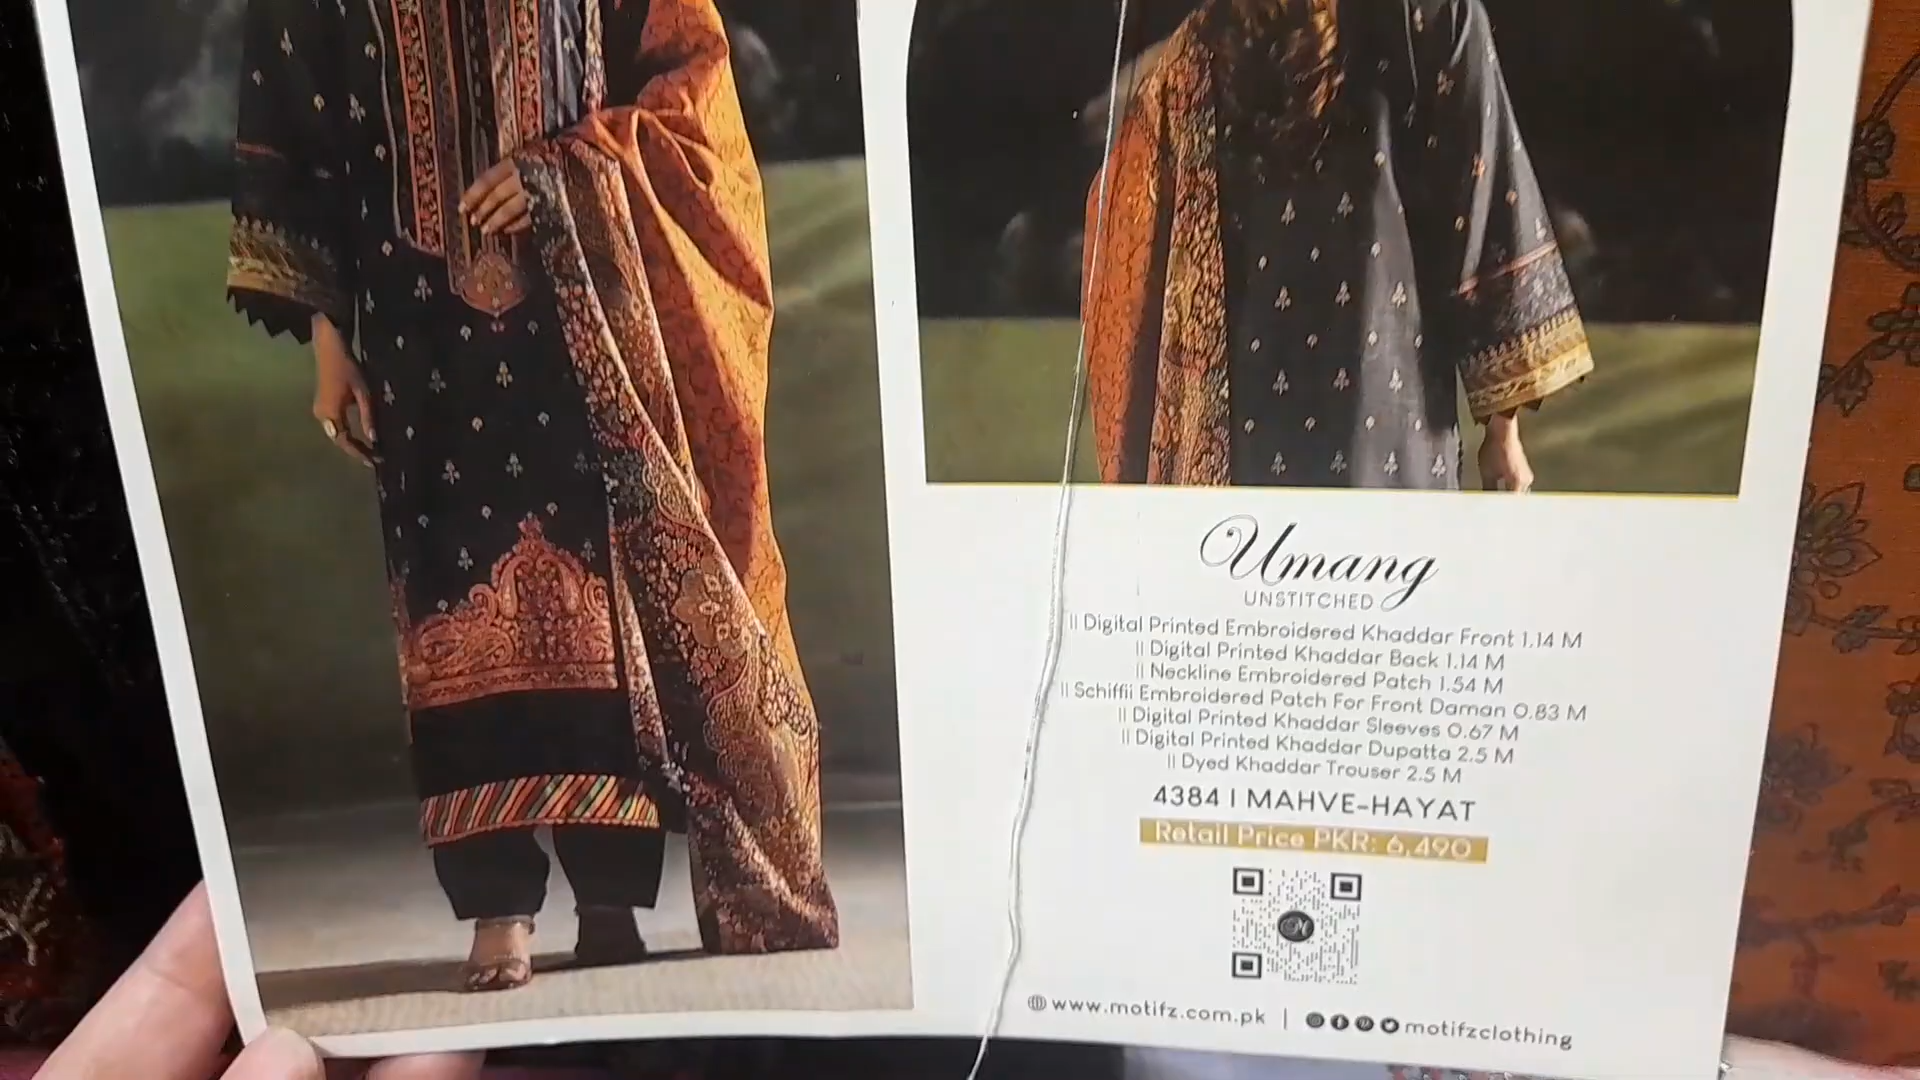 Umang
UNSTITCHED
|| Digital Printed Embroidered Khaddar Front 1.14 M
|| Digital Printed Khaddar Back 1.14 M
|| Neckline Embroidered Patch 1.54 M
|| Schiffii Embroidered Patch For Front Daman 0.83 M
|| Digital Printed Khaddar Sleeves 0.67 M
|| Digital Printed Khaddar Dupatta 2.5 M
|| Dyed Khaddar Trouser 2.5 M
4384 | MAHVE-HAYAT
Retail Price PKR: 6,490
www.motifz.com.pk | motifzclothing